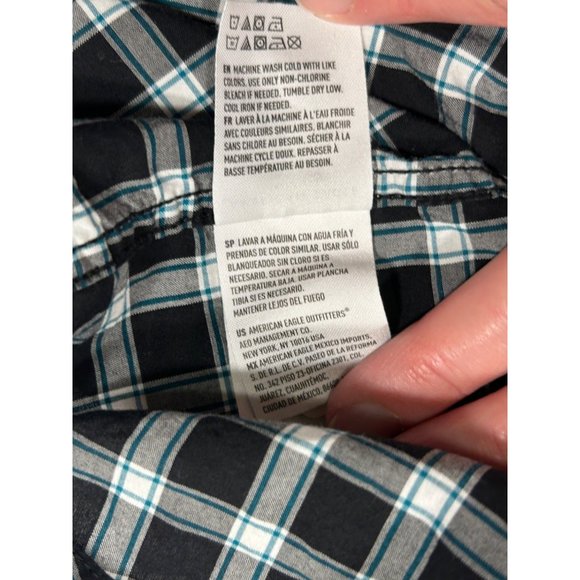 EN MACHINE WASH COLD WITH LIKE
COLORS. USE ONLY NON-CHLORINE
BLEACH IF NEEDED. TUMBLE DRY LOW.
COOL IRON IF NEEDED.
FR LAVER À LA MACHINE À L'EAU FROIDE
AVEC COULEURS SIMILAIRES, BLANCHIR
SANS CHLORE AU BESOIN. SÉCHER À LA
MACHINE CYCLE DOUX. REPASSER À
BASSE TEMPÉRATURE AU BESOIN.
SP LAVAR A MÁQUINA CON AGUA FRÍA Y
PRENDAS DE COLOR SIMILAR. USAR SÓLO
BLANQUEADOR SIN CLORO SI ES
NECESARIO. SECAR A MÁQUINA A
TEMPERATURA BAJA. USAR PLANCHA
TIBIA SI ES NECESARIO.
MANTENER LEJOS DEL FUEGO
US AMERICAN EAGLE OUTFITTERS®
AEO MANAGEMENT CO.
NEW YORK, NY 10016 USA
MX AMERICAN EAGLE MEXICO IMPORTS,
S. DE R.L. DE C.V. PASEO DE LA REFORMA
NO. 342 PISO 23-OFICINA 2301, COL.
JUÁREZ, CUAUHTÉMOC,
CIUDAD DE MÉXICO,